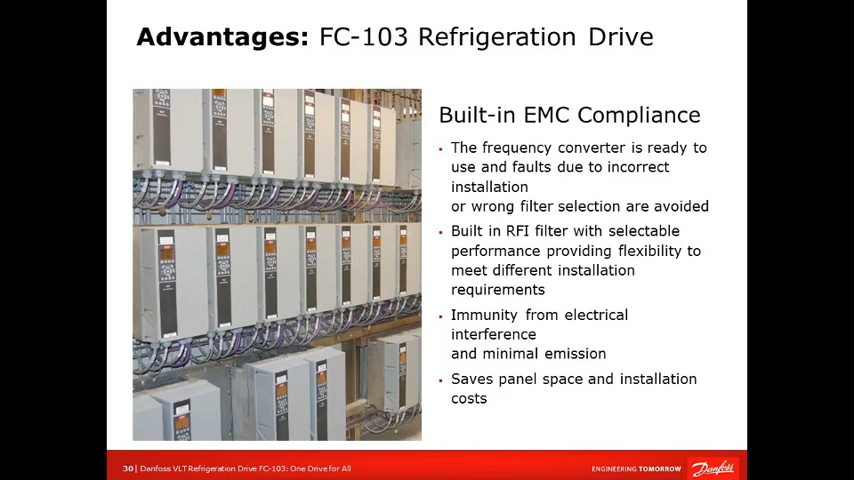 Advantages: FC-103 Refrigeration Drive
Built-in EMC Compliance
The frequency converter is ready to
use and faults due to incorrect
installation
or wrong filter selection are avoided
Built in RFI filter with selectable
performance providing flexibility to
meet different installation
requirements
Immunity from electrical
interference
and minimal emission
Saves panel space and installation
costs
30| Danfoss VLT Refrigeration Drive FC-103: One Drive for All
ENGINEERING TOMORROW
Danfoss